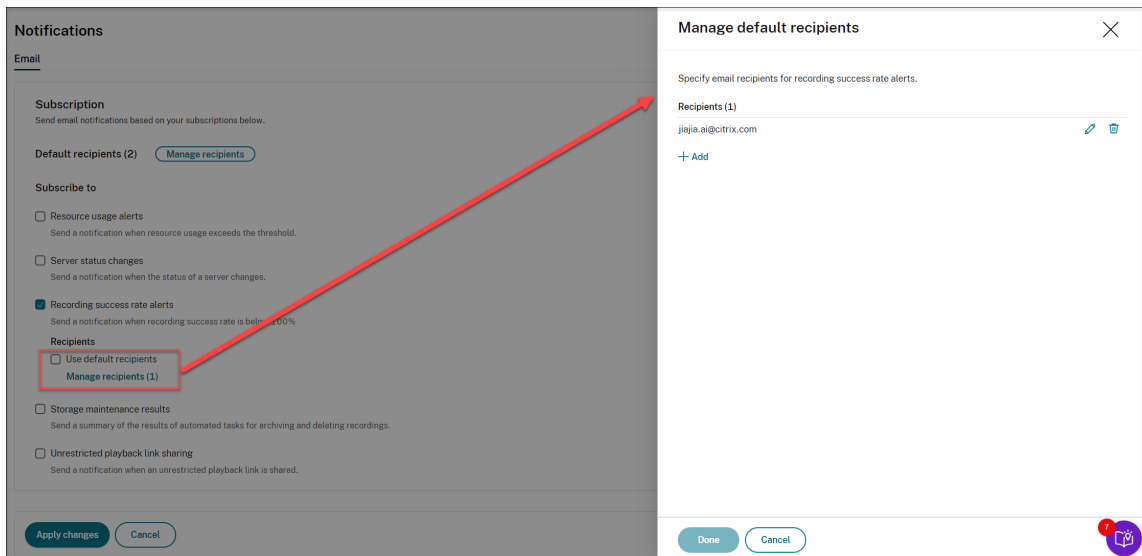 Notifications
Email
Subscription
Send email notifications based on your subscriptions below.
Default recipients (2) Manage recipients
Subscribe to
Resource usage alerts
Send a notification when resource usage exceeds the threshold.
Server status changes
Send a notification when the status of a server changes.
Recording success rate alerts
Send a notification when recording success rate is below 100%
Recipients
Use default recipients
Manage recipients (1)
Storage maintenance results
Send a summary of the results of automated tasks for archiving and deleting recordings.
Unrestricted playback link sharing
Send a notification when an unrestricted playback link is shared.
Apply changes Cancel
Manage default recipients
Specify email recipients for recording success rate alerts.
Recipients (1)
jiajia.ai@citrix.com
+ Add
Done Cancel
7